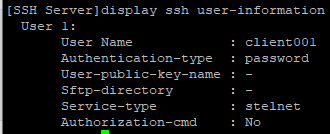 [SSH Server]display ssh user-information
User 1:
User Name : client001
Authentication-type : password
User-public-key-name : -
Sftp-directory : -
Service-type : stelnet
Authorization-cmd : No